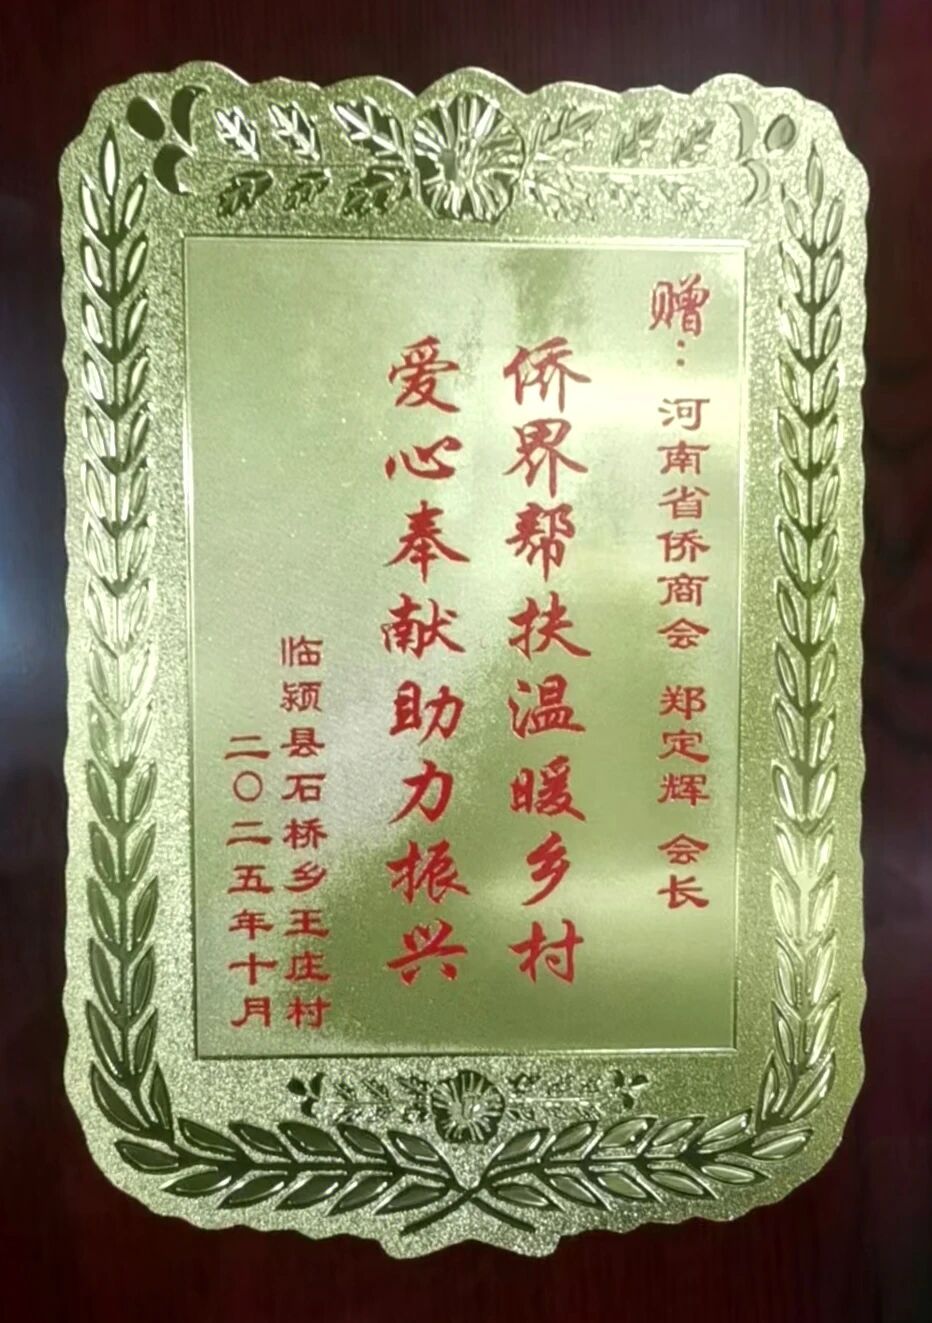 赠：河南省侨商会 郑定辉 会长
侨界帮扶温暖乡村
爱心奉献助力振兴
临颍县石桥乡王庄村
二〇二五年十月